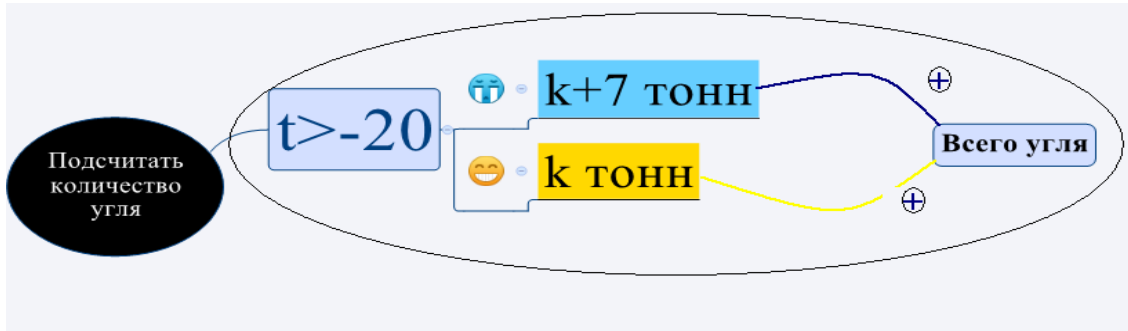 Подсчитать
количество
угля
t>-20
k+7 тонн
k тонн
Всего угля